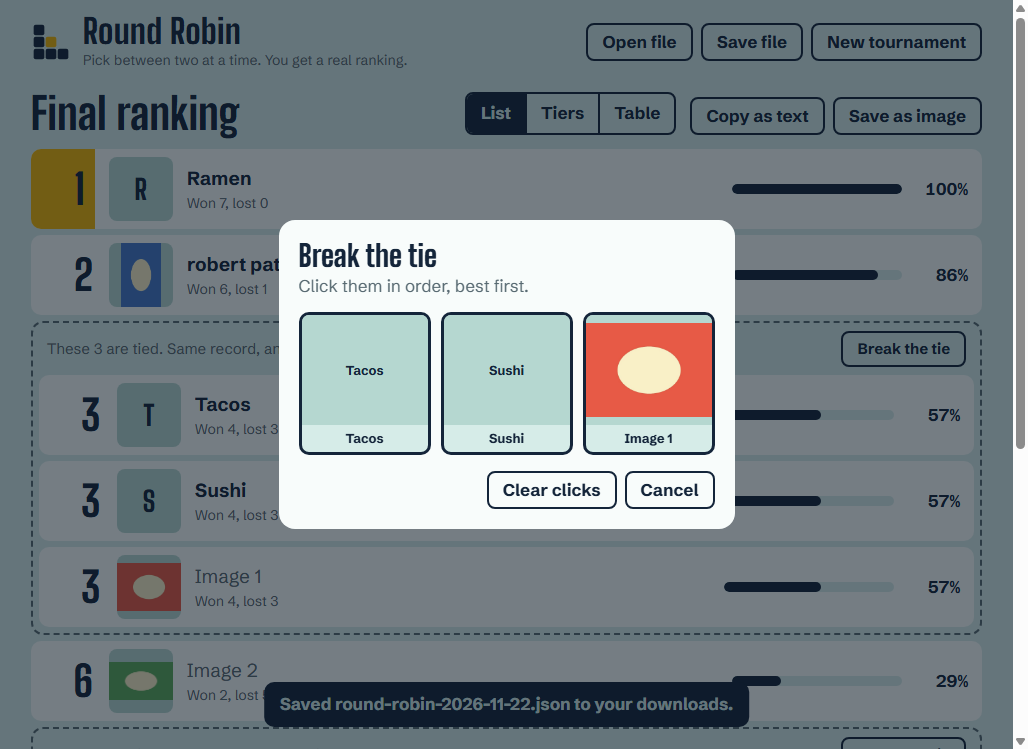 Round Robin
Pick between two at a time. You get a real ranking.
Open file
Save file
New tournament
Final ranking
List
Tiers
Table
Copy as text
Save as image
1
R
Ramen
Won 7, lost 0
100%
2
robert pat
Won 6, lost 1
86%
These 3 are tied. Same record, an
Break the tie
3
T
Tacos
Won 4, lost 3
57%
3
S
Sushi
Won 4, lost 3
57%
3
Image 1
Won 4, lost 3
57%
6
Image 2
Won 2, lost
29%
Break the tie
Click them in order, best first.
Tacos
Sushi
Tacos
Sushi
Image 1
Clear clicks
Cancel
Saved round-robin-2026-11-22.json to your downloads.